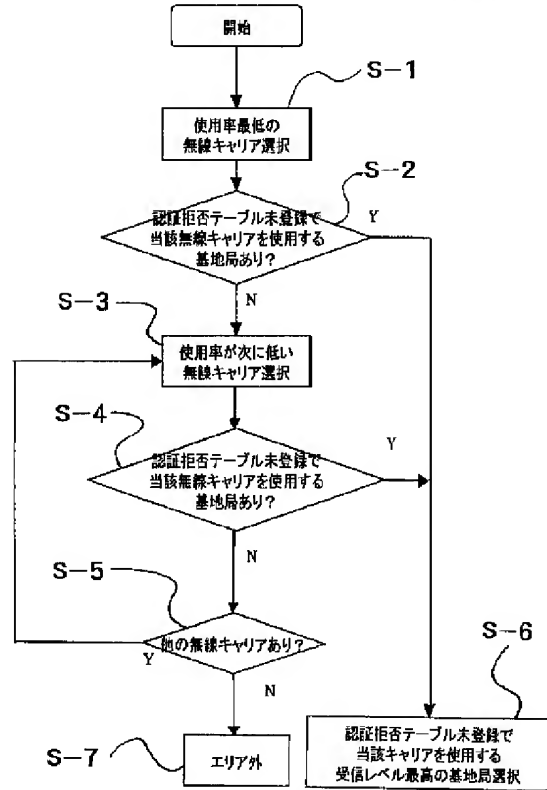 開始
S-1
使用率最低の
無線キャリア選択
S-2
認証拒否テーブル未登録で
当該無線キャリアを使用する
基地局あり?
Y
N
S-3
使用率が次に低い
無線キャリア選択
S-4
認証拒否テーブル未登録で
当該無線キャリアを使用する
基地局あり?
Y
N
S-5
他の無線キャリアあり?
Y
N
S-6
認証拒否テーブル未登録で
当該キャリアを使用する
受信レベル最高の基地局選択
S-7
エリア外